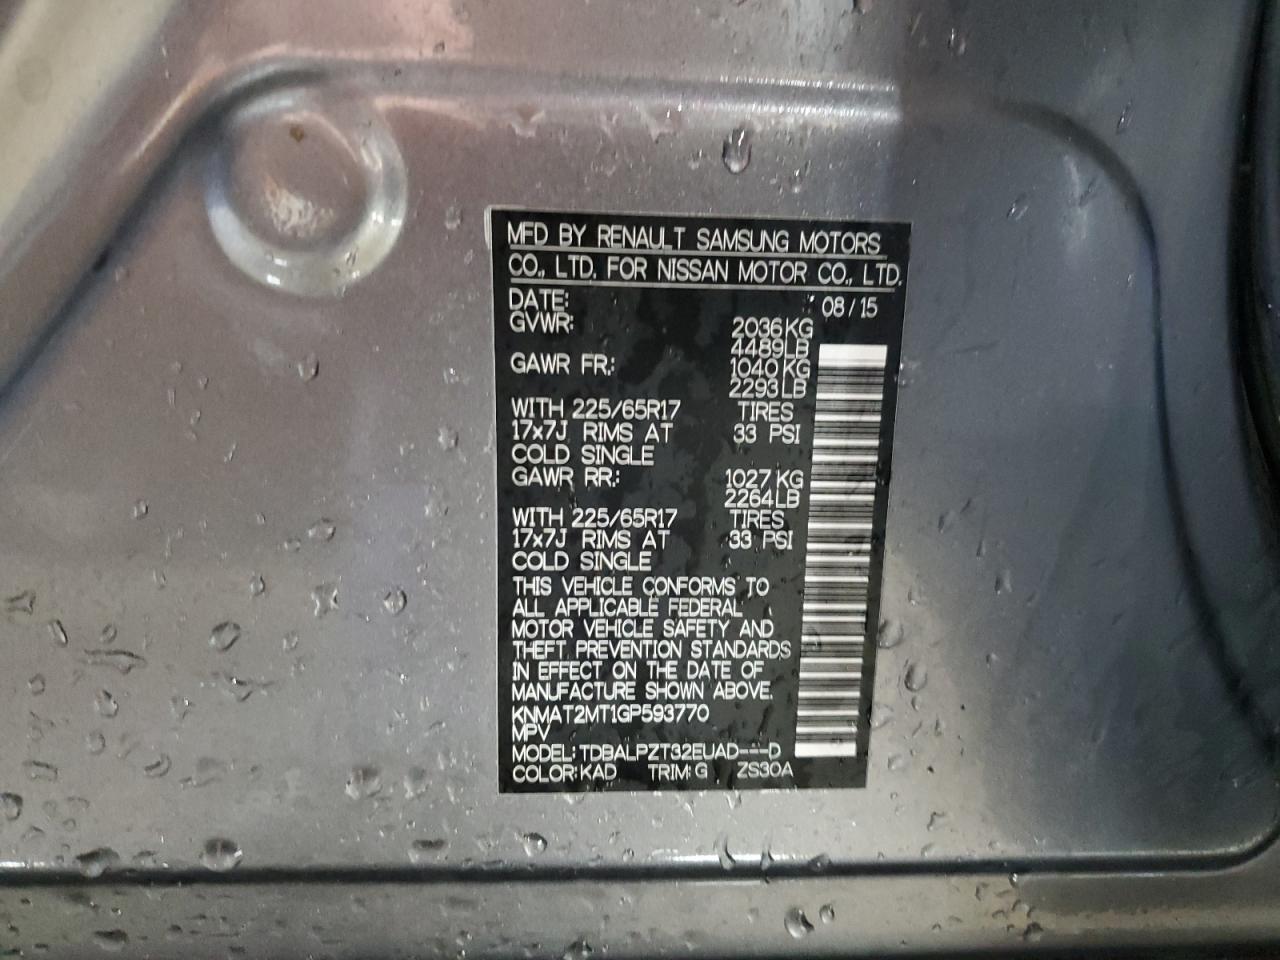 MFD BY RENAULT SAMSUNG MOTORS
CO., LTD. FOR NISSAN MOTOR CO., LTD.
DATE: 08/15
GVWR: 2036KG
4489LB
GAWR FR.: 1040KG
2293LB
WITH 225/65R17 TIRES
17x7J RIMS AT 33 PSI
COLD SINGLE
GAWR RR.: 1027KG
2264LB
WITH 225/65R17 TIRES
17x7J RIMS AT 33 PSI
COLD SINGLE
THIS VEHICLE CONFORMS TO
ALL APPLICABLE FEDERAL
MOTOR VEHICLE SAFETY AND
THEFT PREVENTION STANDARDS
IN EFFECT ON THE DATE OF
MANUFACTURE SHOWN ABOVE.
KNMAT2MT1GP593770
MPV
MODEL: TDBALPZT32EUAD---D
COLOR: KAD TRIM: G ZS30A